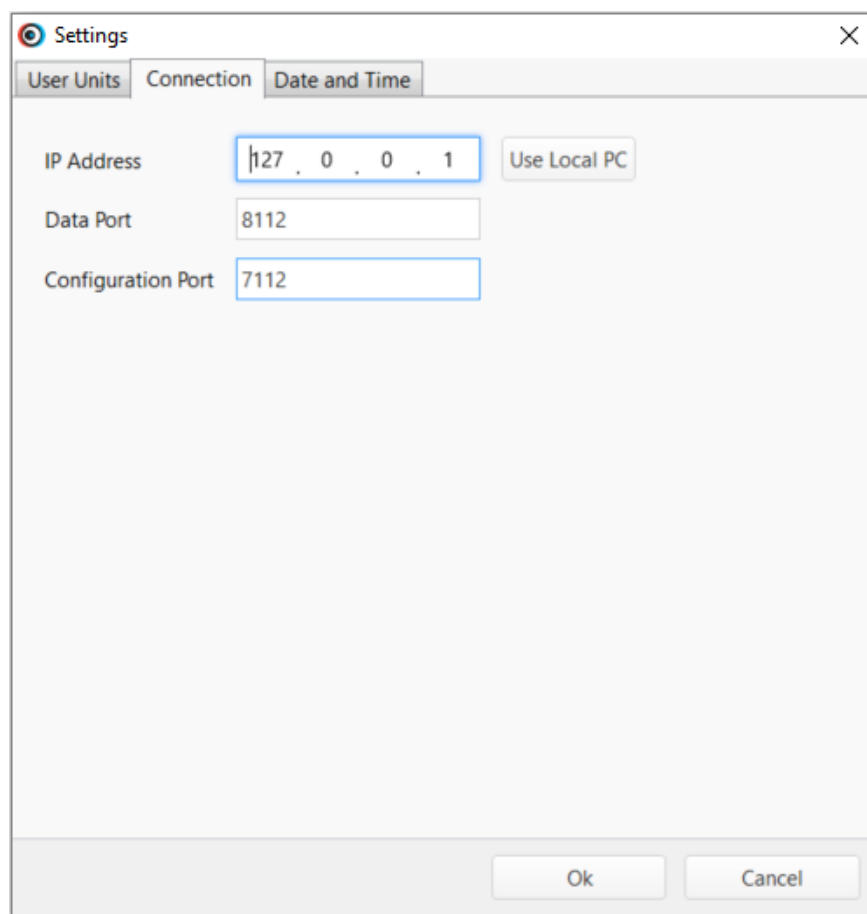 Settings
User Units Connection Date and Time
IP Address 127 . 0 . 0 . 1 Use Local PC
Data Port 8112
Configuration Port 7112
Ok Cancel